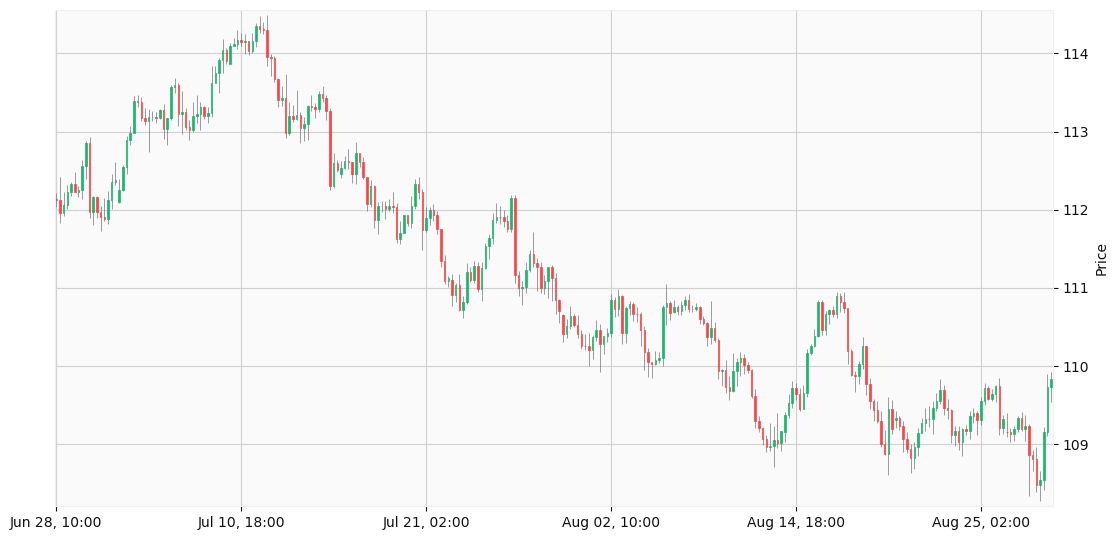 114
113
112
111
110
109
Price
Jun 28, 10:00
Jul 10, 18:00
Jul 21, 02:00
Aug 02, 10:00
Aug 14, 18:00
Aug 25, 02:00